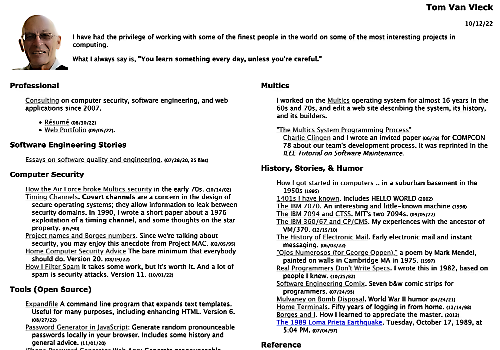 Tom Van Vleck
10/12/22
I have had the privilege of working with some of the finest people in the world on some of the most interesting projects in
computing.
What I always say is, "You learn something every day, unless you're careful."
Professional
Consulting on computer security, software engineering, and web
applications since 2007.
• Résumé
• Web Portfolio
Software Engineering Stories
Essays on software quality and engineering.
Computer Security
How the Air Force broke Multics security in the early 70s.
Timing Channels. Covert channels are a concern in the design of
secure operating systems; they allow information to leak between
security domains. In 1990, I wrote a short paper about a 1976
exploitation of a timing channel, and some thoughts on the star
property.
Project names and Borges numbers. Since we're talking about
security, you may enjoy this anecdote from Project MAC.
Home Computer Security Advice The bare minimum that everybody
should do. Version 20.
How I Filter Spam It takes some work, but it's worth it. And a lot of
spam is security attacks. Version 11.
Tools (Open Source)
Expandfile A command line program that expands text templates.
Useful for many purposes, including enhancing HTML. Version 6.
Password Generator in JavaScript: Generate random pronounceable
passwords locally in your browser. Includes some history and
general advice.
Multics
I worked on the Multics operating system for almost 16 years in the
60s and 70s, and edit a web site describing the system, its history,
and its builders.
"The Multics System Programming Process"
Charlie Clingen and I wrote an invited paper for COMPCON
78 about our team's development process. It was reprinted in the
IEEE Tutorial on Software Maintenance.
History, Stories, & Humor
How I got started in computers .. in a suburban basement in the
1950s
1401s I have known. Includes HELLO WORLD
The IBM 7070. An interesting and little-known machine
The IBM 7094 and CTSS. MIT's two 7094s.
The IBM 360/67 and CP/CMS. My experiences with the ancestor of
VM/370.
The History of Electronic Mail. Early electronic mail and instant
messaging.
"Ojos Numerosos (for George Oppen)," a poem by Mark Mendel,
painted on walls in Cambridge MA in 1975.
Real Programmers Don't Write Specs. I wrote this in 1982, based on
people I knew.
Software Engineering Comix. Seven b&w comic strips for
programmers.
Mulvaney on Bomb Disposal. World War II humor
Home Terminals. Fifty years of logging in from home.
Borges and I. How I learned to appreciate the master.
The 1989 Loma Prieta Earthquake. Tuesday, October 17, 1989, at
5:04 PM,
Reference